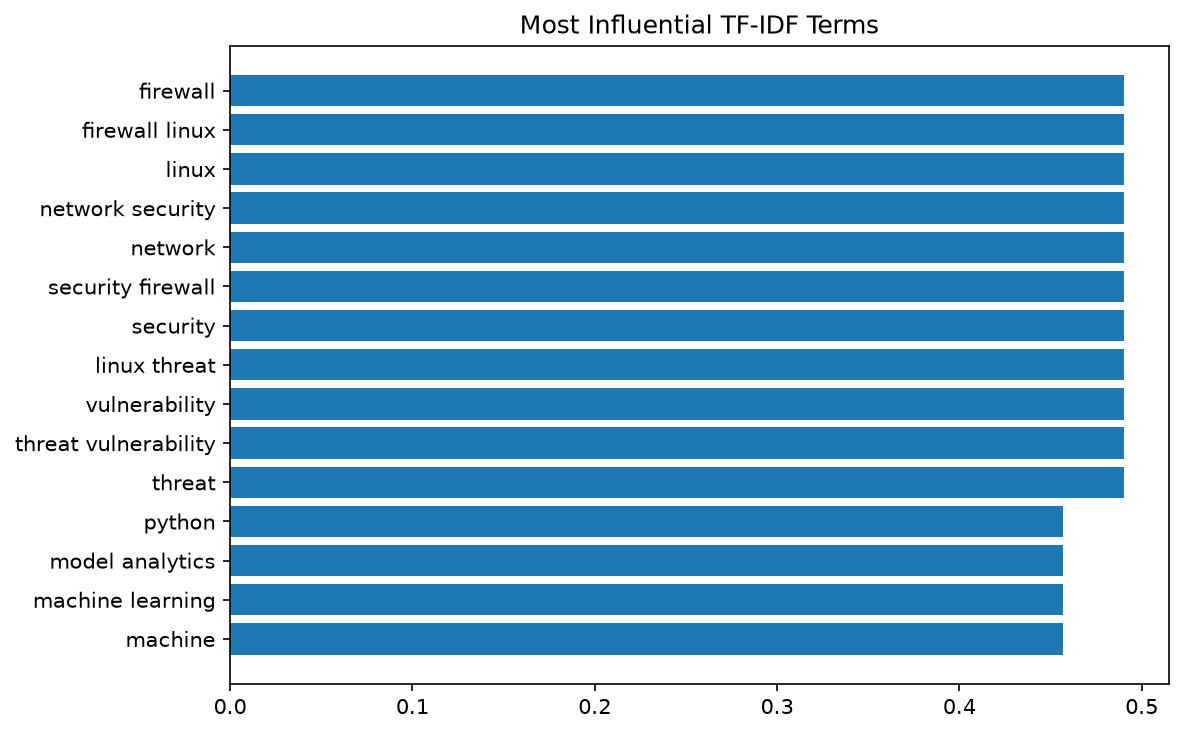 Most Influential TF-IDF Terms
firewall
firewall linux
linux
network security
network
security firewall
security
linux threat
vulnerability
threat vulnerability
threat
python
model analytics
machine learning
machine
0.0 0.1 0.2 0.3 0.4 0.5